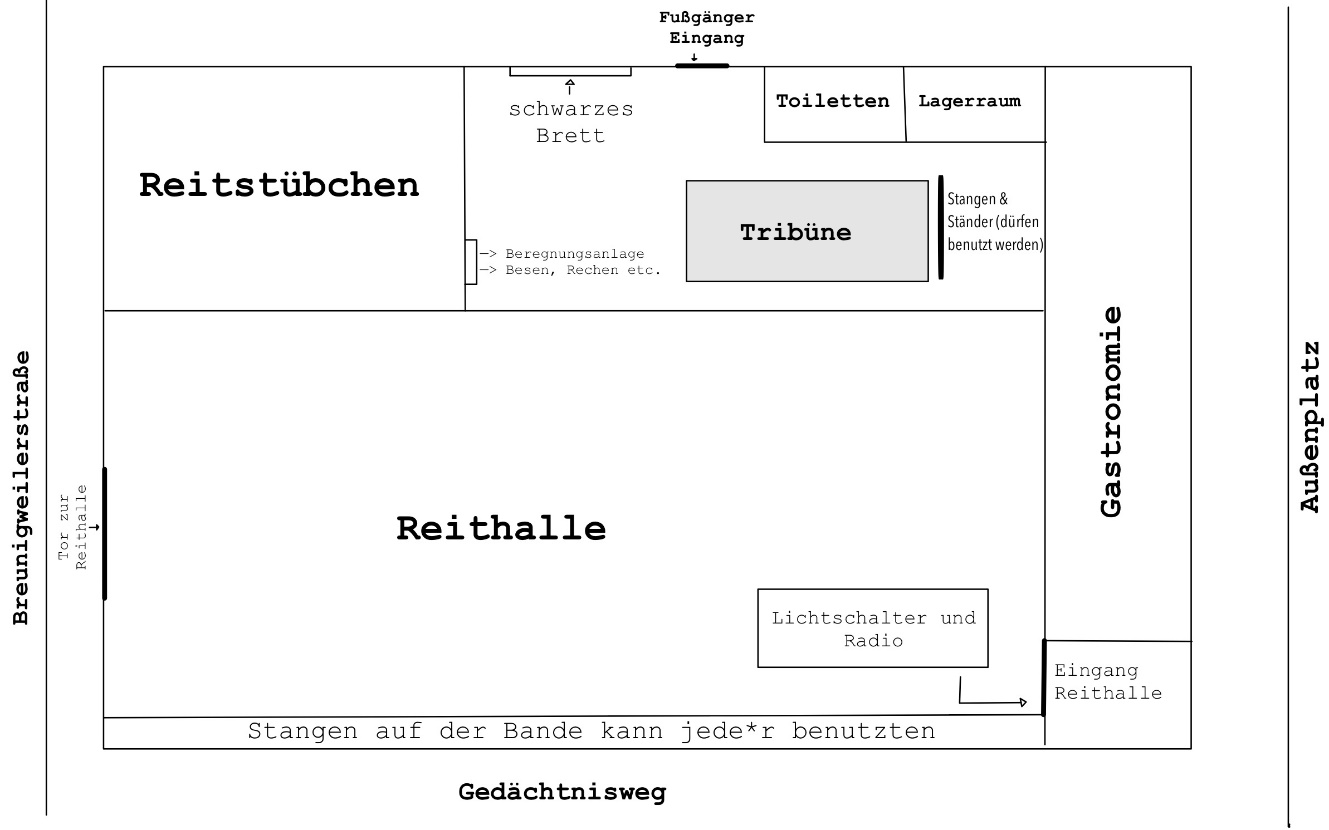 Fußgänger
Eingang
schwarzes
Brett
Toiletten
Lagerraum
Reitstübchen
Tribüne
Stangen &
Ständer (dürfen
benutzt werden)
—> Beregnungsanlage
—> Besen, Rechen etc.
Gastronomie
Außenplatz
Breunigweilerstraße
Tor zur
Reithalle
Reithalle
Lichtschalter und
Radio
Eingang
Reithalle
Stangen auf der Bande kann jede*r benutzten
Gedächtnisweg